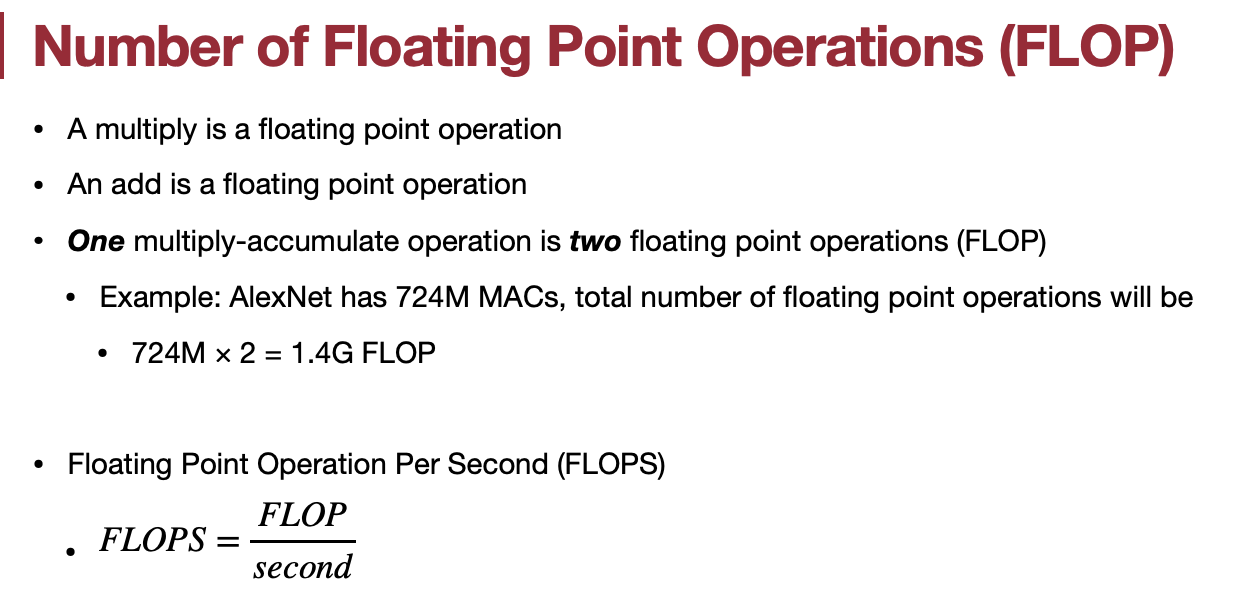 Number of Floating Point Operations (FLOP)
• A multiply is a floating point operation
• An add is a floating point operation
• One multiply-accumulate operation is two floating point operations (FLOP)
• Example: AlexNet has 724M MACs, total number of floating point operations will be
• 724M × 2 = 1.4G FLOP
• Floating Point Operation Per Second (FLOPS)
• FLOPS = FLOP / second